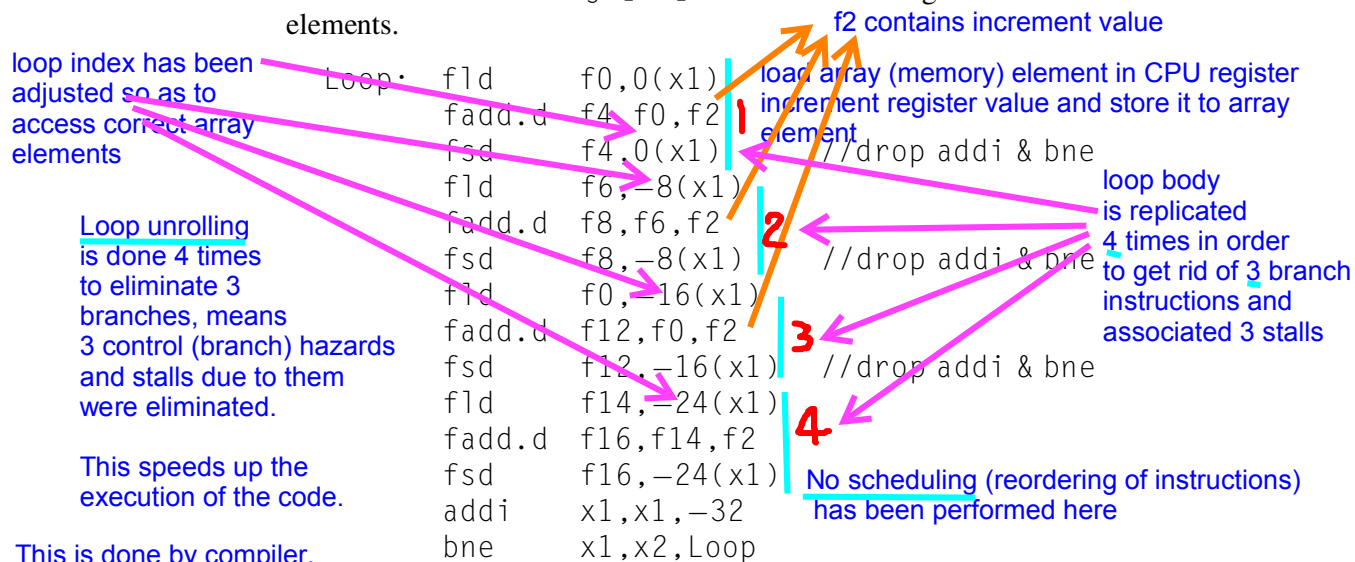 elements.
f2 contains increment value
loop index has been
adjusted so as to
access correct array
elements
Loop: fld f0,0(x1)
fadd.d f4,f0,f2
fsd f4,0(x1) //drop addi & bne
fld f6,−8(x1)
fadd.d f8,f6,f2
fsd f8,−8(x1) //drop addi & bne
fld f0,−16(x1)
fadd.d f12,f0,f2
fsd f12,−16(x1) //drop addi & bne
fld f14,−24(x1)
fadd.d f16,f14,f2
fsd f16,−24(x1)
addi x1,x1,−32
bne x1,x2,Loop
1
2
3
4
load array (memory) element in CPU register
increment register value and store it to array
element
loop body
is replicated
4 times in order
to get rid of 3 branch
instructions and
associated 3 stalls
Loop unrolling
is done 4 times
to eliminate 3
branches, means
3 control (branch) hazards
and stalls due to them
were eliminated.
This speeds up the
execution of the code.
No scheduling (reordering of instructions)
has been performed here
This is done by compiler.